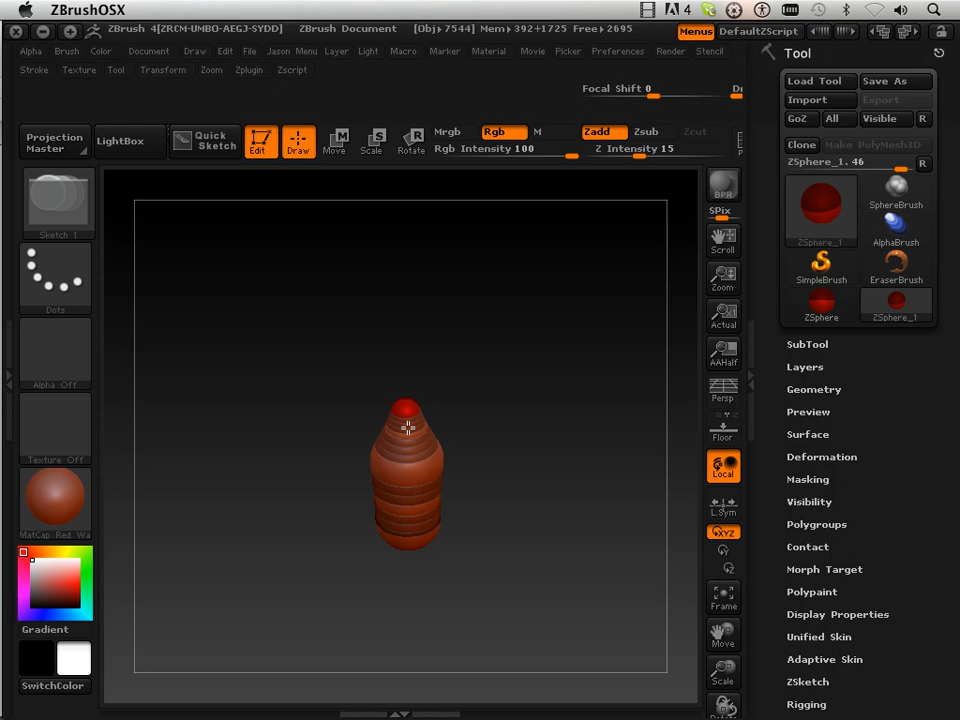 ZBrushOSX
4
ZBrush 4[ZRCM-UMBO-AEGJ-SYDD] ZBrush Document [Obj▸7544] Mem▸392+1725 Free▸2695 Menus DefaultZScript
Alpha Brush Color Document Draw Edit File Jason Menu Layer Light Macro Marker Material Movie Picker Preferences Render Stencil
Stroke Texture Tool Transform Zoom Zplugin Zscript
Tool
Load Tool Save As
Import Export
GoZ All Visible R
Clone Make PolyMesh3D
ZSphere_1.46 R
Focal Shift 0
Projection Master
LightBox
Quick Sketch
Edit Draw Move Scale Rotate
Mrgb Rgb M
Rgb Intensity 100
Zadd Zsub Zcut
Z Intensity 15
Sketch 1
Dots
Alpha Off
Texture Off
MatCap Red Wa
Gradient
SwitchColor
BPR
SPix
Scroll
Zoom
Actual
AAHalf
Persp
Floor
Local
L.Sym
XYZ
Frame
Move
Scale
ZSphere_1 SphereBrush
AlphaBrush
SimpleBrush EraserBrush
ZSphere ZSphere_1
SubTool
Layers
Geometry
Preview
Surface
Deformation
Masking
Visibility
Polygroups
Contact
Morph Target
Polypaint
Display Properties
Unified Skin
Adaptive Skin
ZSketch
Rigging